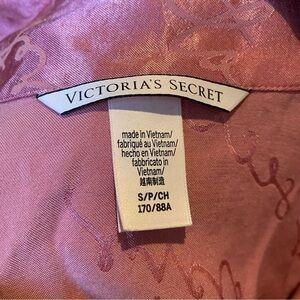 VICTORIA'S SECRET
made in Vietnam/
fabriqué au Vietnam/
hecho en Vietnam/
fabbricato in
Vietnam/
越南制造
S/P/CH
170/88A